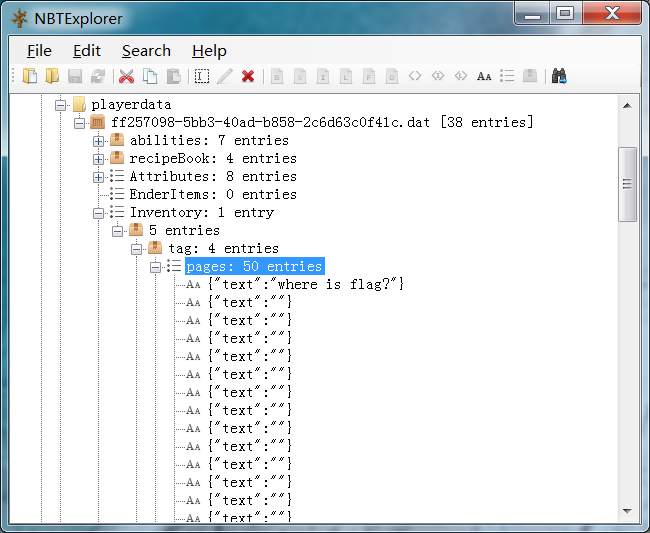 NBTExplorer
File Edit Search Help
playerdata
ff257098-5bb3-40ad-b858-2c6d63c0f41c.dat [38 entries]
abilities: 7 entries
recipeBook: 4 entries
Attributes: 8 entries
EnderItems: 0 entries
Inventory: 1 entry
5 entries
tag: 4 entries
pages: 50 entries
{"text":"where is flag?"}
{"text":""}
{"text":""}
{"text":""}
{"text":""}
{"text":""}
{"text":""}
{"text":""}
{"text":""}
{"text":""}
{"text":""}
{"text":""}
{"text":""}
{"text":""}